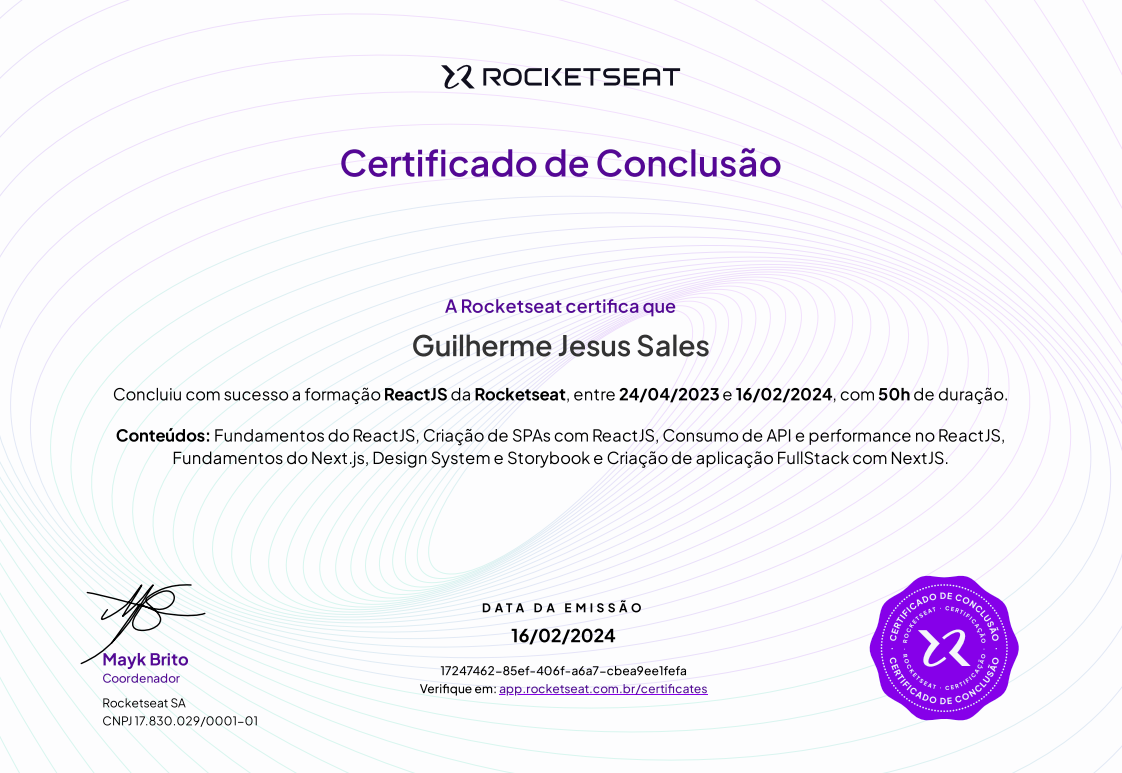 ROCKETSEAT
Certificado de Conclusão
A Rocketseat certifica que
Guilherme Jesus Sales
Concluiu com sucesso a formação ReactJS da Rocketseat, entre 24/04/2023 e 16/02/2024, com 50h de duração.
Conteúdos: Fundamentos do ReactJS, Criação de SPAs com ReactJS, Consumo de API e performance no ReactJS,
Fundamentos do Next.js, Design System e Storybook e Criação de aplicação FullStack com NextJS.
Mayk Brito
Coordenador
Rocketseat SA
CNPJ 17.830.029/0001-01
DATA DA EMISSÃO
16/02/2024
17247462-85ef-406f-a6a7-cbea9ee1fefa
Verifique em: app.rocketseat.com.br/certificates
CERTIFICADO DE CONCLUSÃO
ROCKETSEAT · CERTIFICAÇÃO
ROCKETSEAT · CERTIFICAÇÃO
CERTIFICADO DE CONCLUSÃO